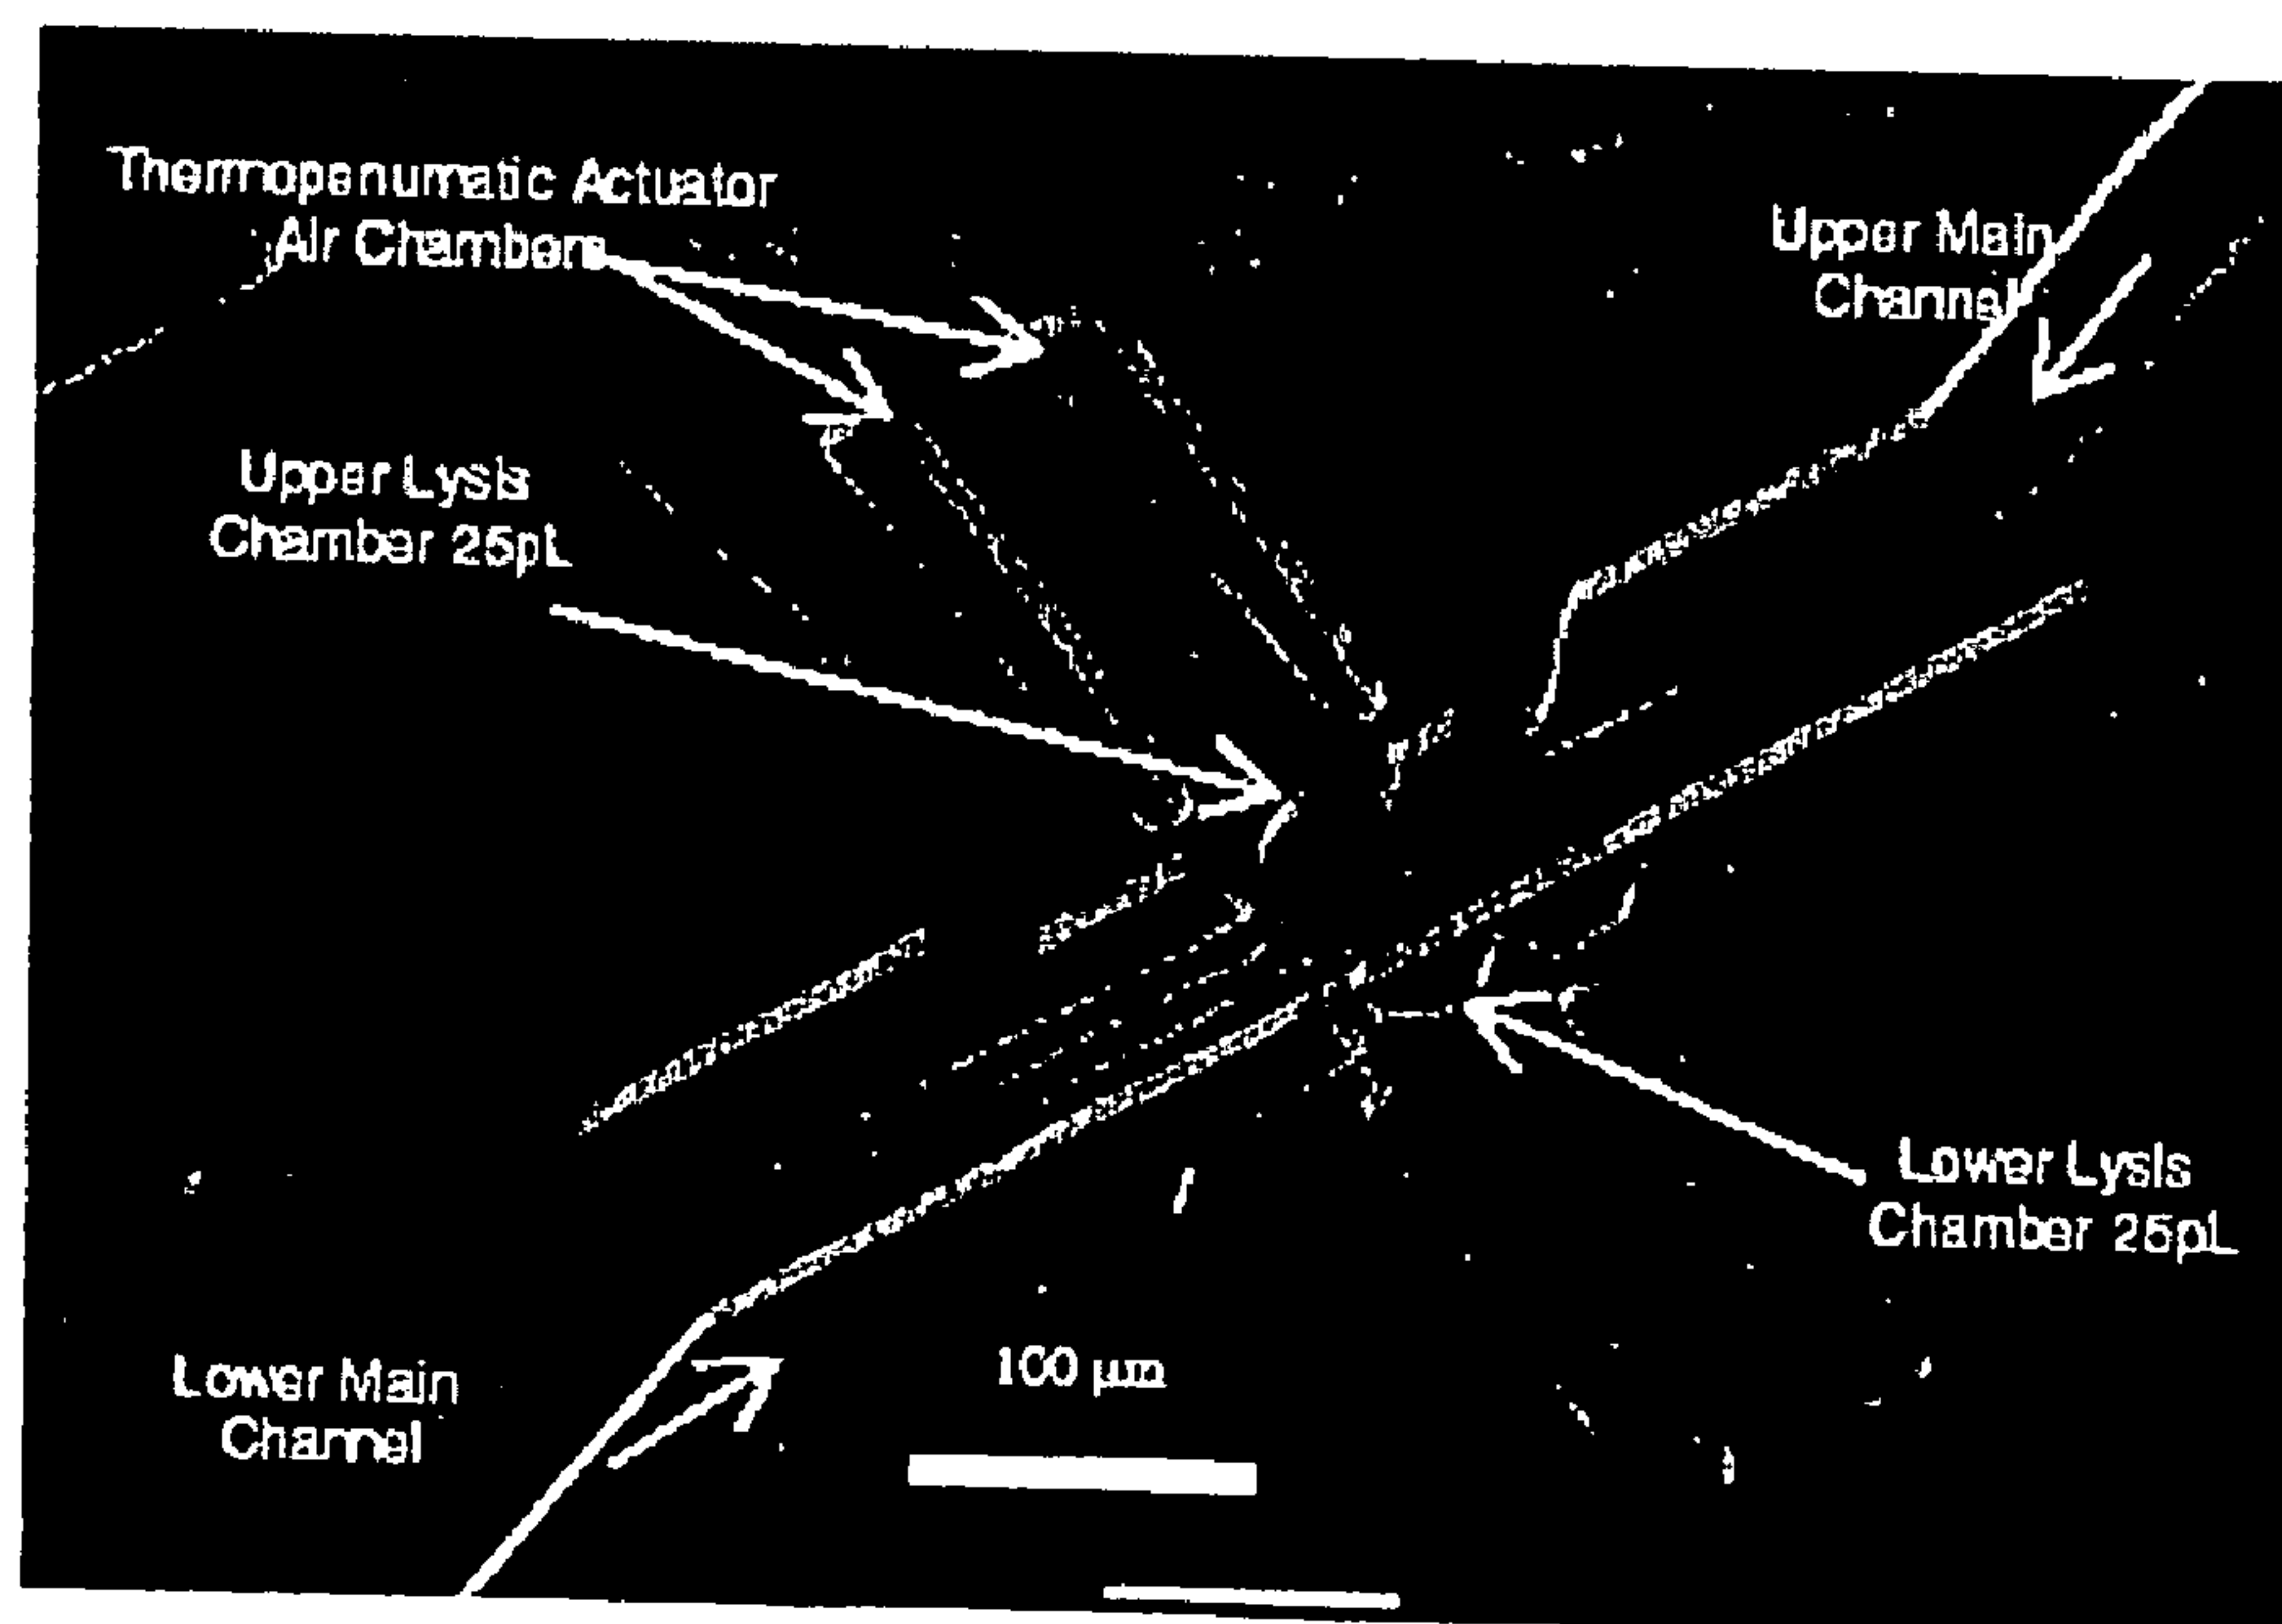 Thermopenumatic Actuator
Air Chambers
Upper Main
Channel
Upper Lysis
Chamber 25pL
Lower Lysis
Chamber 25pL
Lower Main
Channel
100 µm